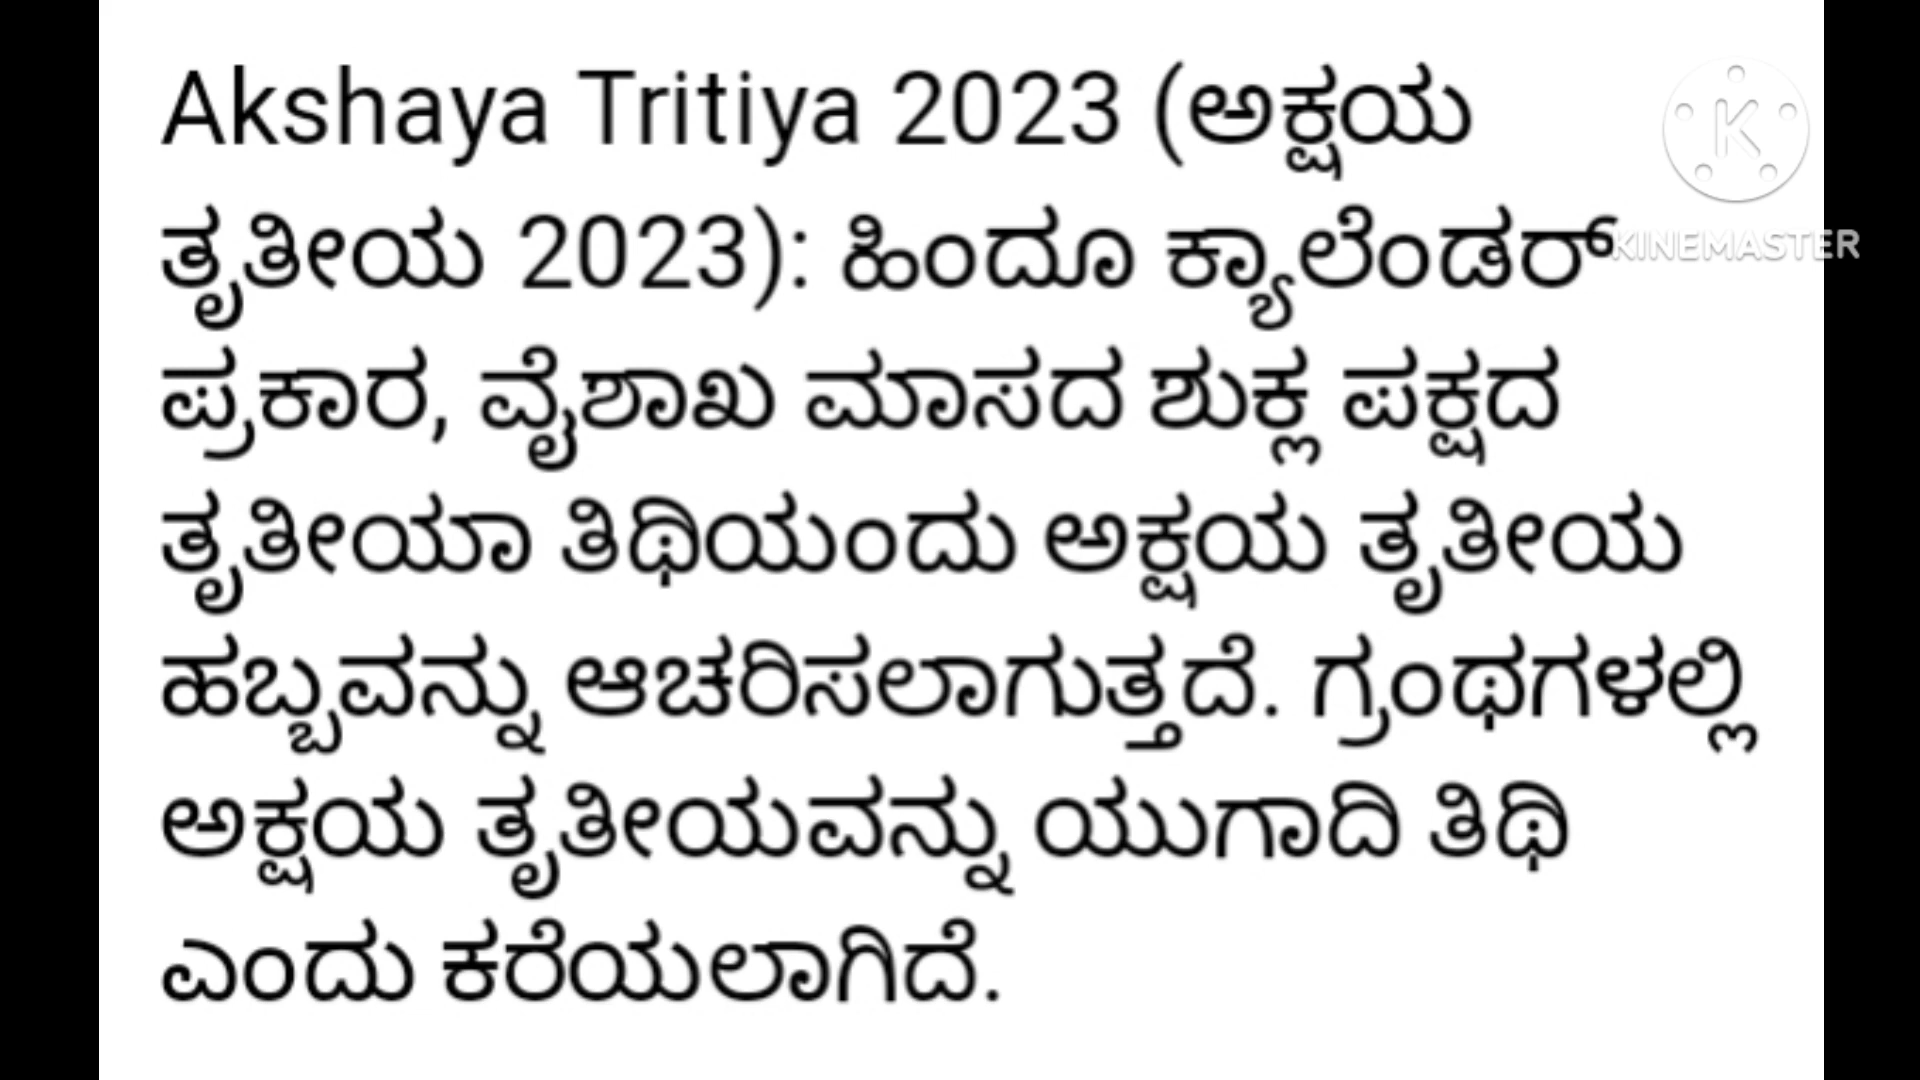 Akshaya Tritiya 2023 (ಅಕ್ಷಯ
ತೃತೀಯ 2023): ಹಿಂದೂ ಕ್ಯಾಲೆಂಡರ್
ಪ್ರಕಾರ, ವೈಶಾಖ ಮಾಸದ ಶುಕ್ಲ ಪಕ್ಷದ
ತೃತೀಯಾ ತಿಥಿಯಂದು ಅಕ್ಷಯ ತೃತೀಯ
ಹಬ್ಬವನ್ನು ಆಚರಿಸಲಾಗುತ್ತದೆ. ಗ್ರಂಥಗಳಲ್ಲಿ
ಅಕ್ಷಯ ತೃತೀಯವನ್ನು ಯುಗಾದಿ ತಿಥಿ
ಎಂದು ಕರೆಯಲಾಗಿದೆ.
K
KINEMASTER